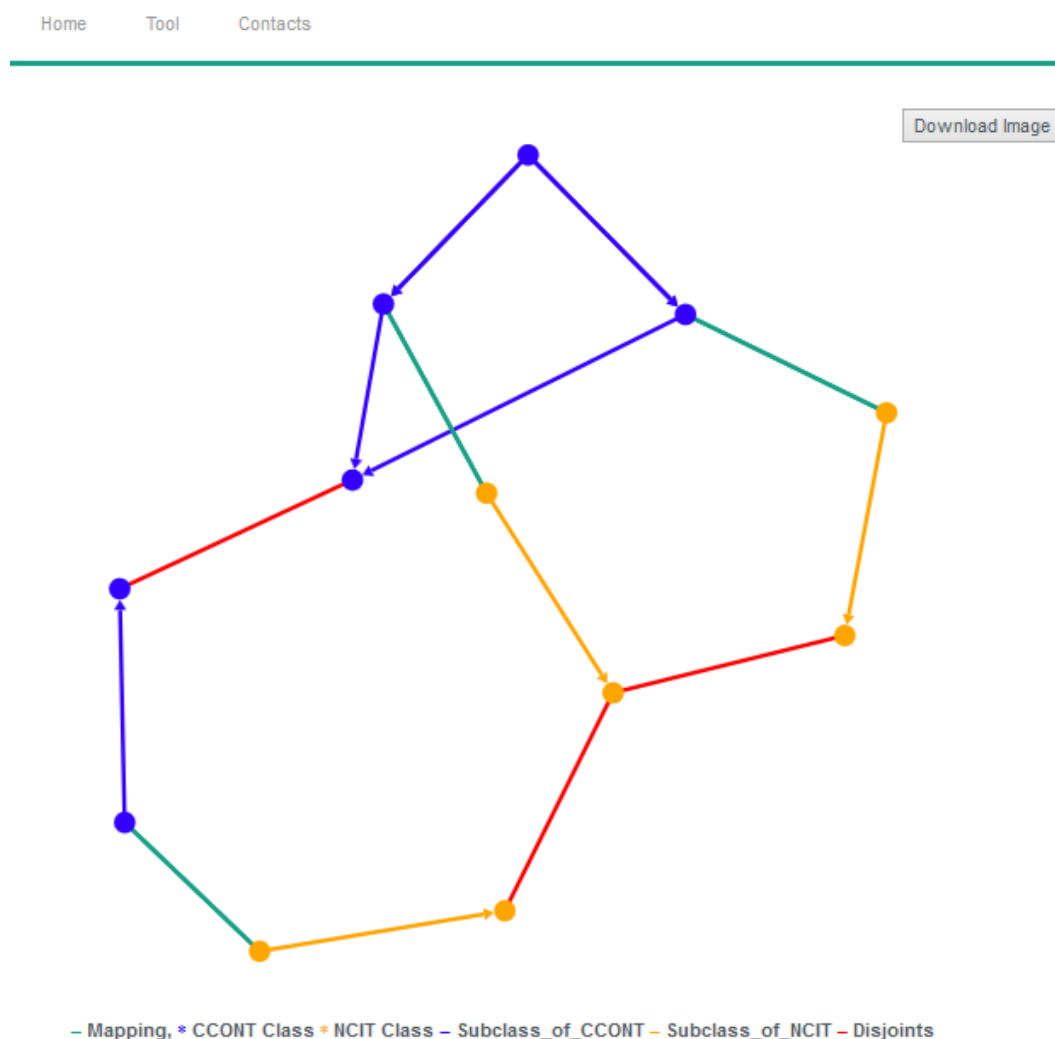 Home Tool Contacts
Download Image
– Mapping, * CCONT Class * NCIT Class – Subclass_of_CCONT – Subclass_of_NCIT – Disjoints